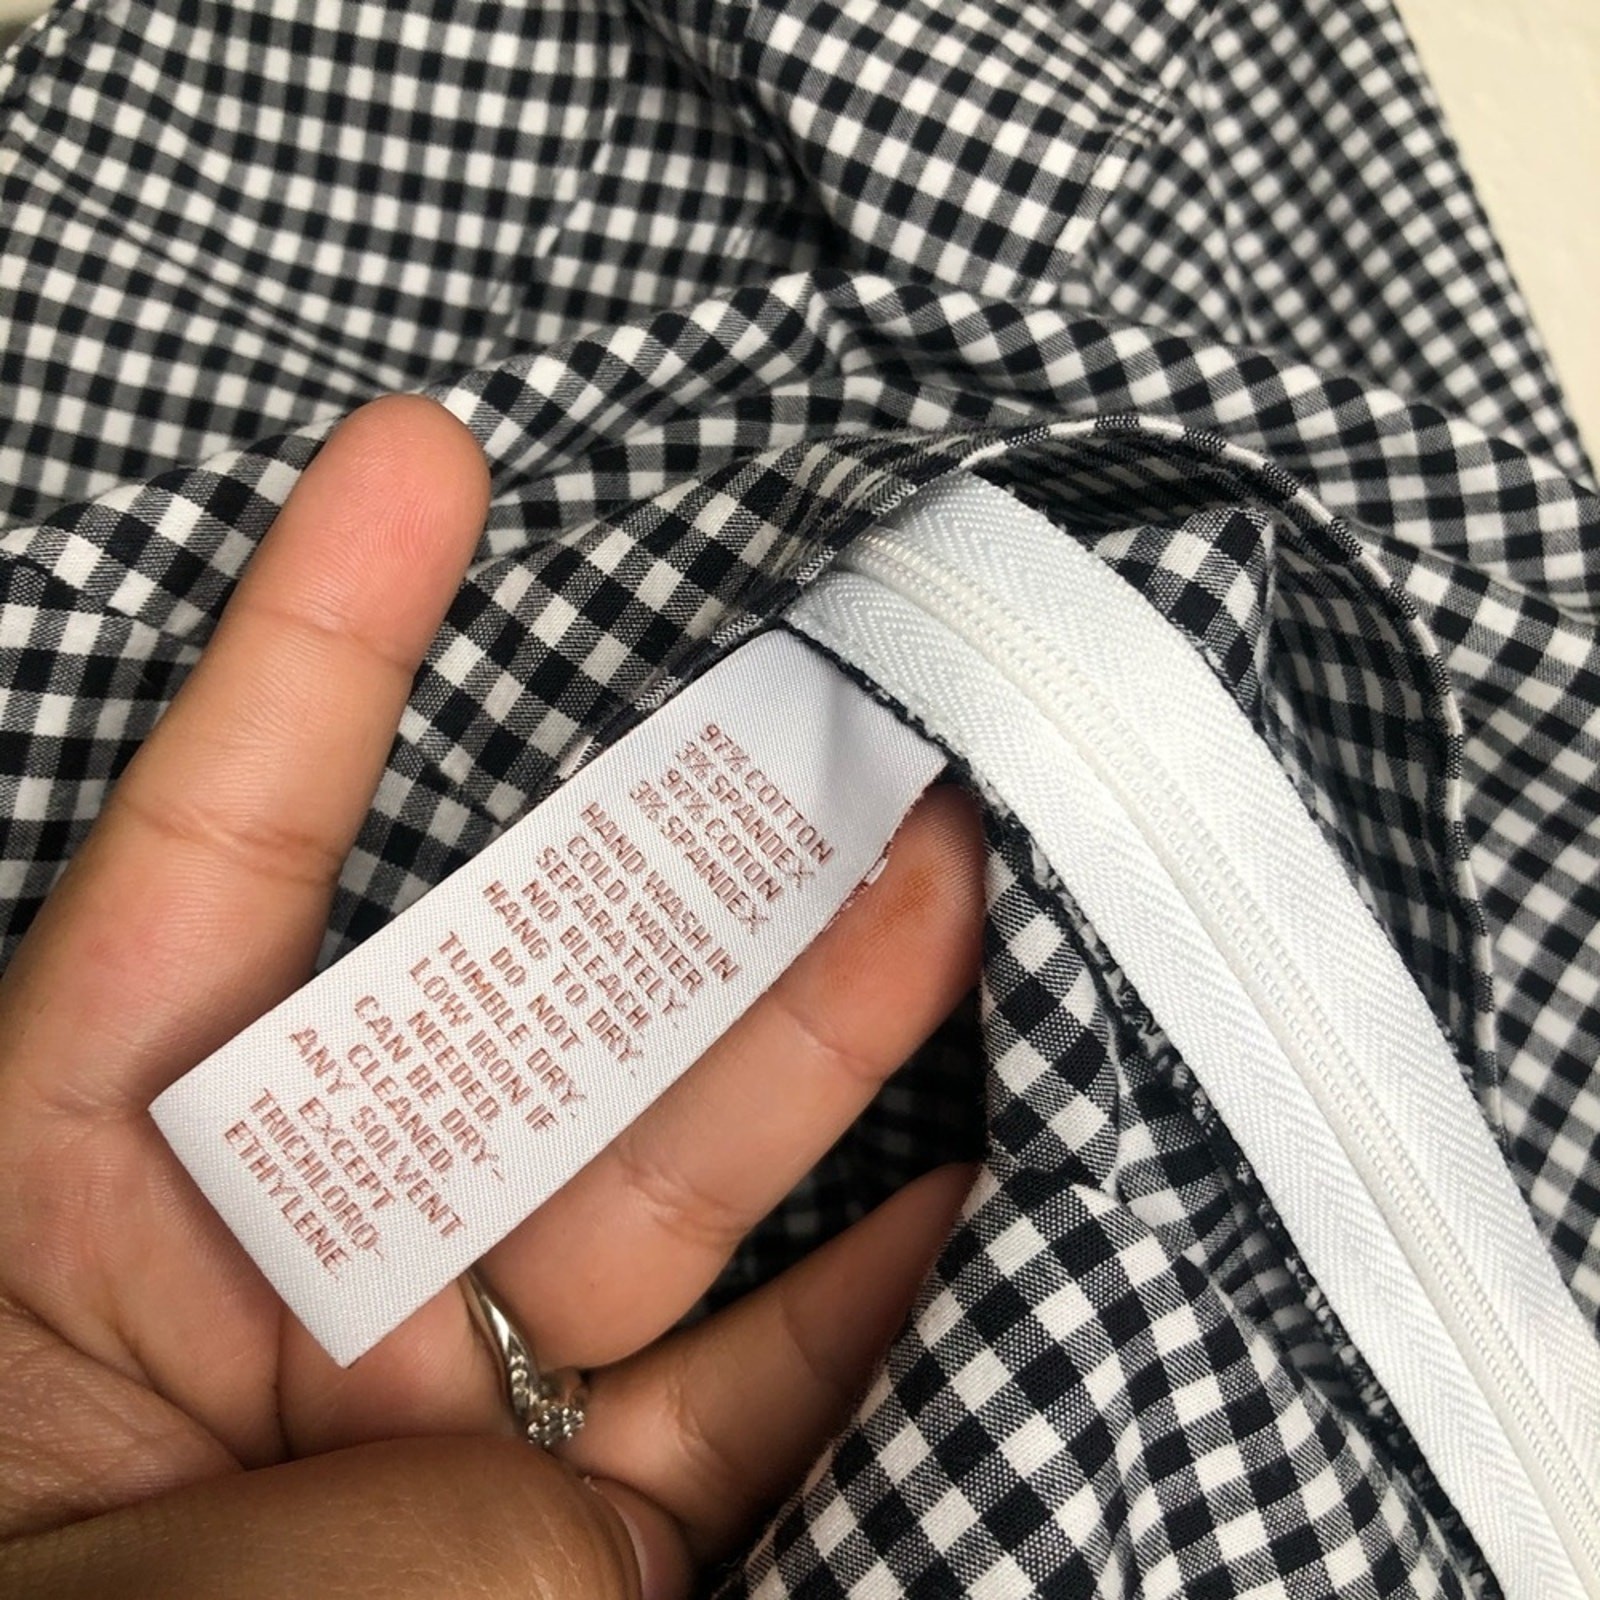 97% COTTON
3% SPANDEX
97% COTON
3% SPANDEX
HAND WASH IN
COLD WATER
SEPARATELY.
NO BLEACH.
HANG TO DRY.
DO NOT
TUMBLE DRY.
LOW IRON IF
NEEDED.
CAN BE DRY-
CLEANED.
ANY SOLVENT
EXCEPT
TRICHLORO-
ETHYLENE.